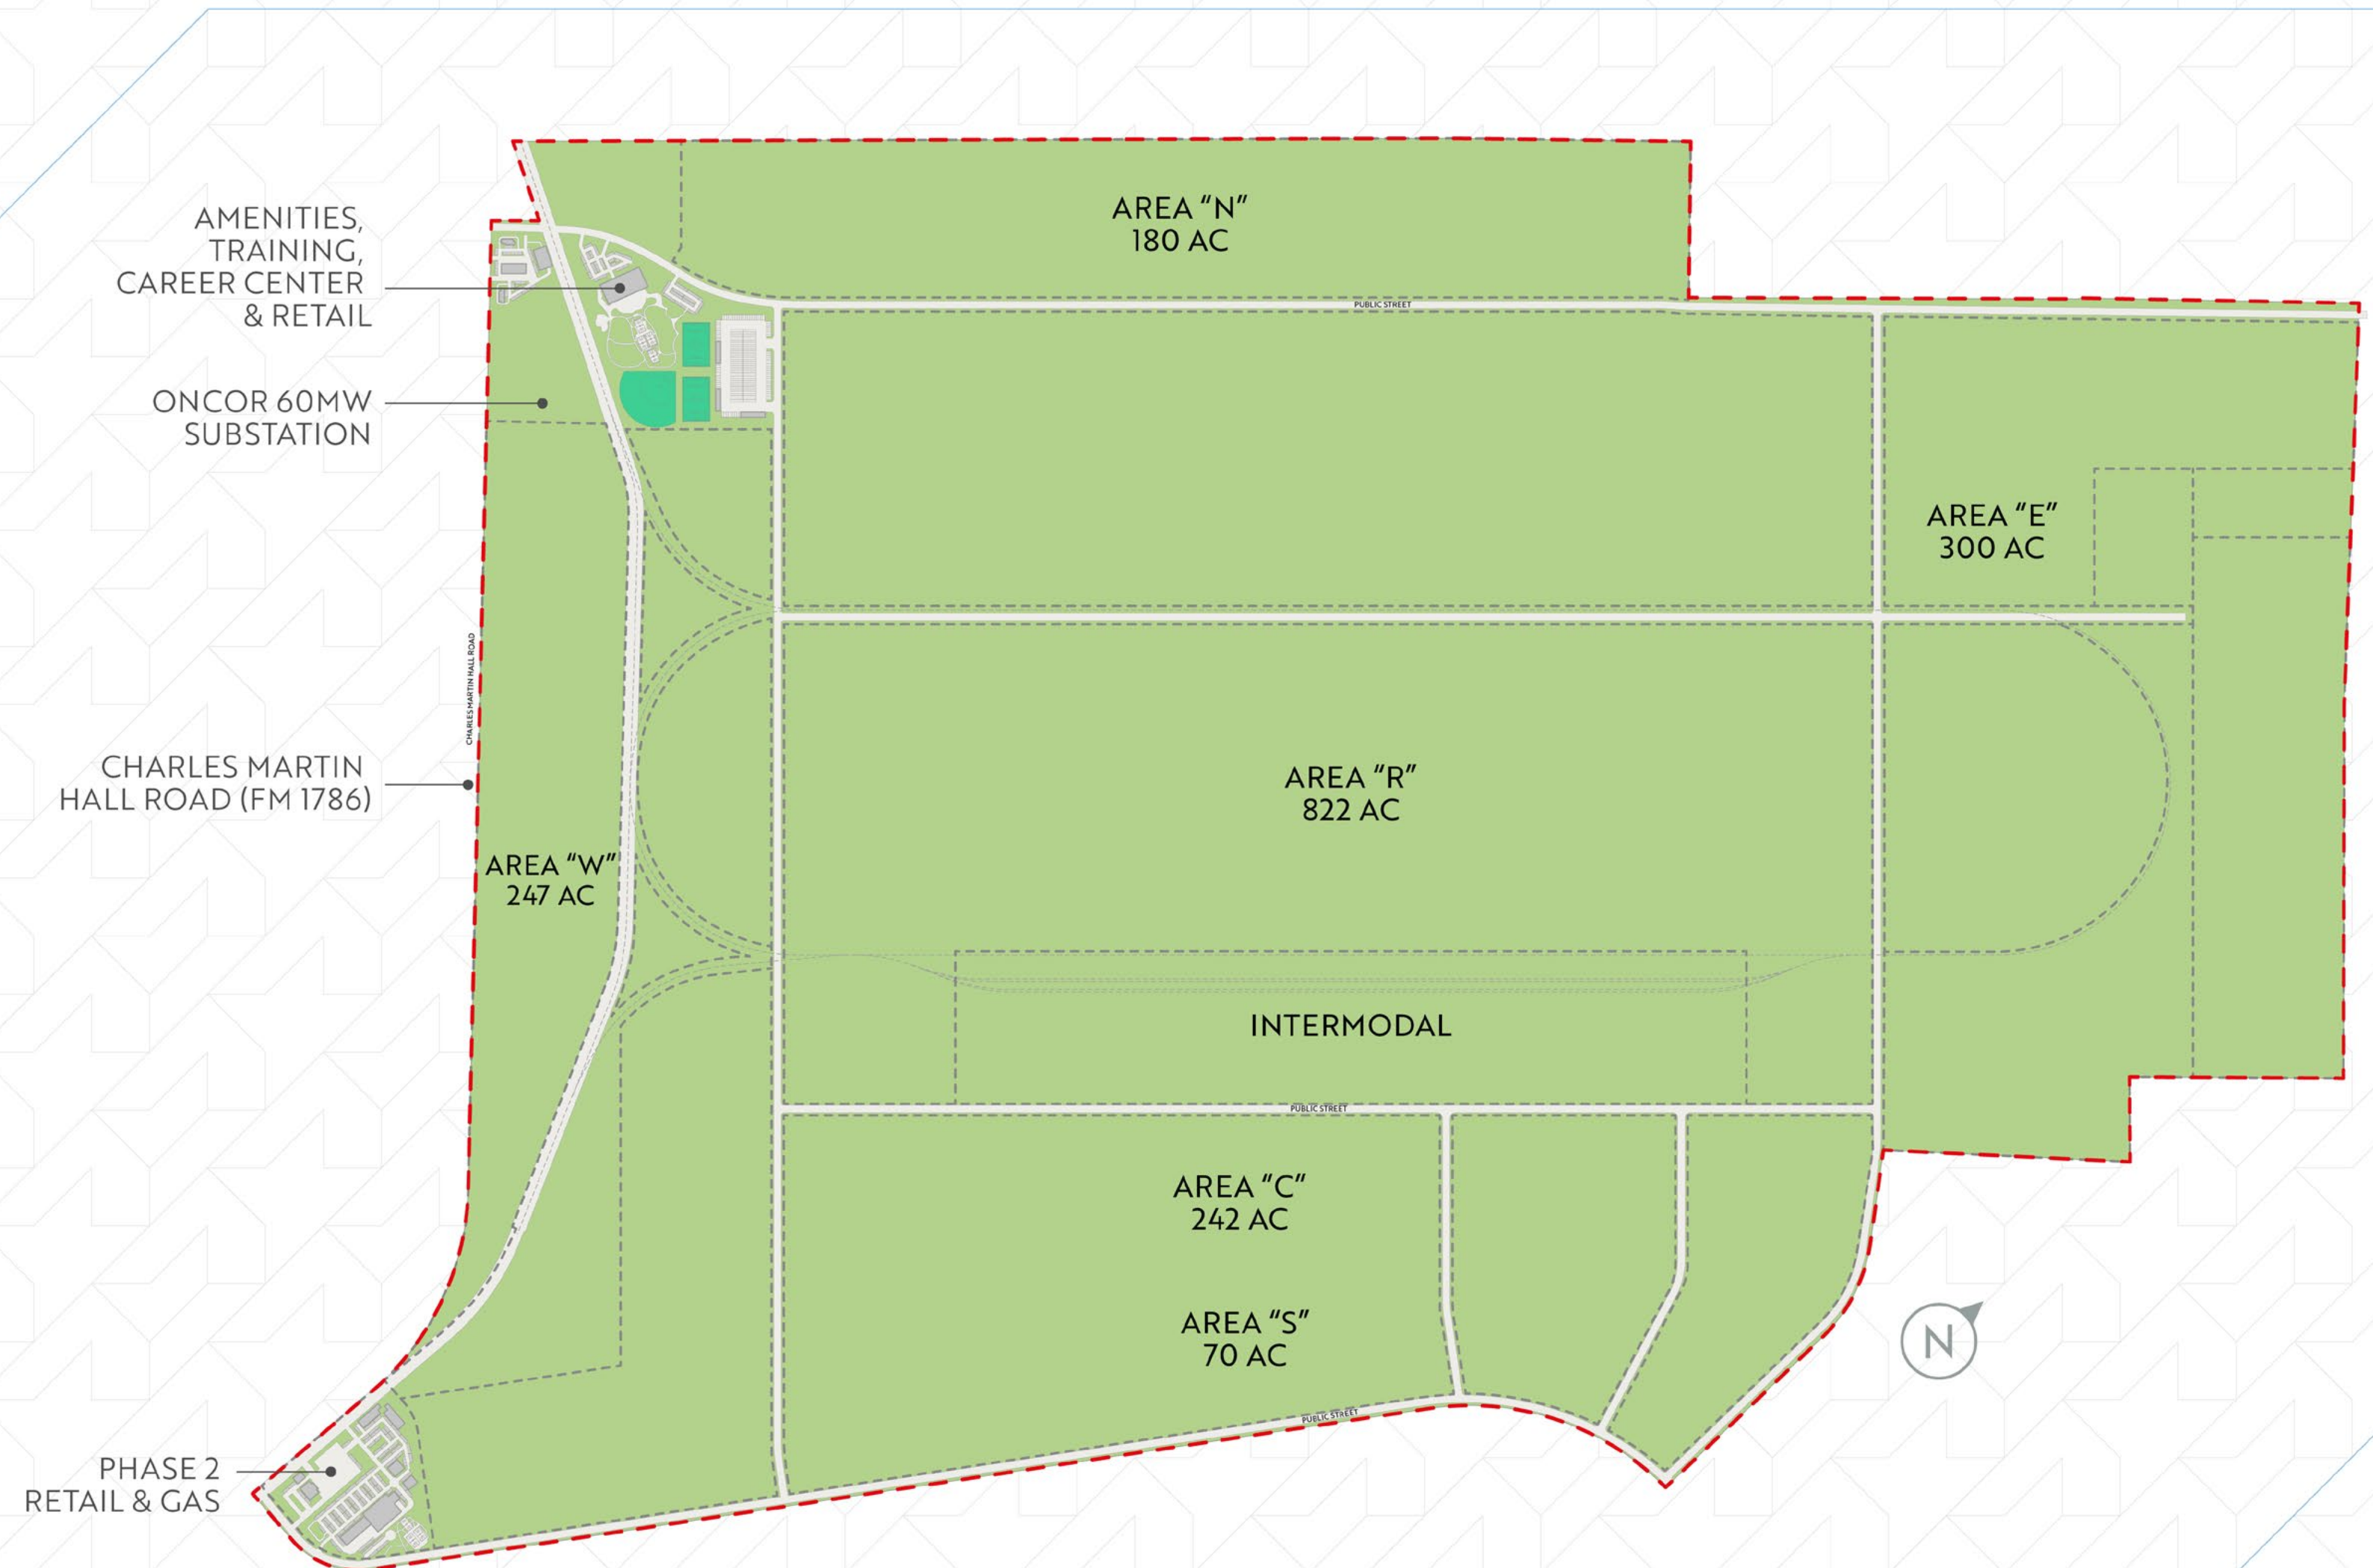 AREA “N”
180 AC
AMENITIES,
TRAINING,
CAREER CENTER
& RETAIL
PUBLIC STREET
ONCOR 60MW
SUBSTATION
AREA “E”
300 AC
CHARLES MARTIN HALL ROAD
CHARLES MARTIN
HALL ROAD (FM 1786)
AREA “R”
822 AC
AREA “W”
247 AC
INTERMODAL
PUBLIC STREET
AREA “C”
242 AC
AREA “S”
70 AC
N
PUBLIC STREET
PHASE 2
RETAIL & GAS